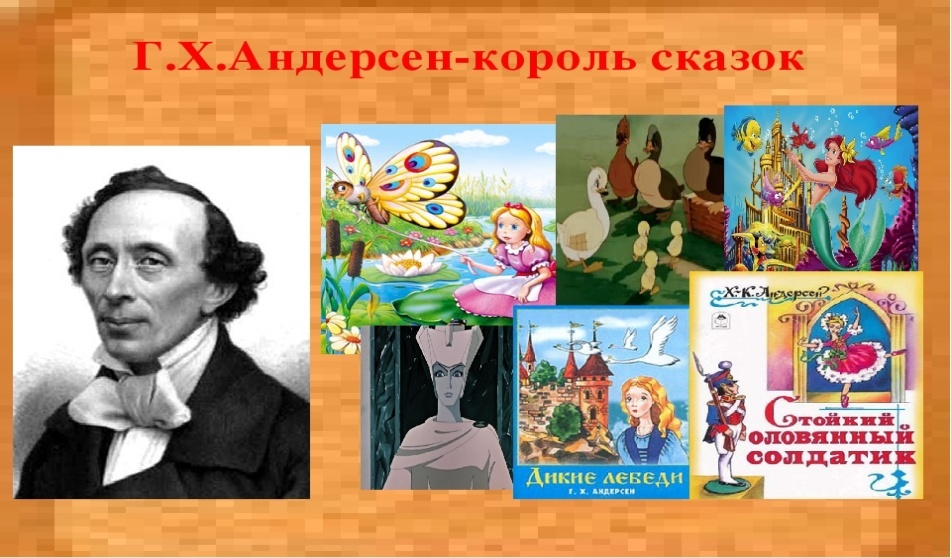 Г.Х.Андерсен-король сказок
Х-К.Андерсен
Стойкий
оловянный
солдатик
Дикие лебеди
Г. Х. АНДЕРСЕН